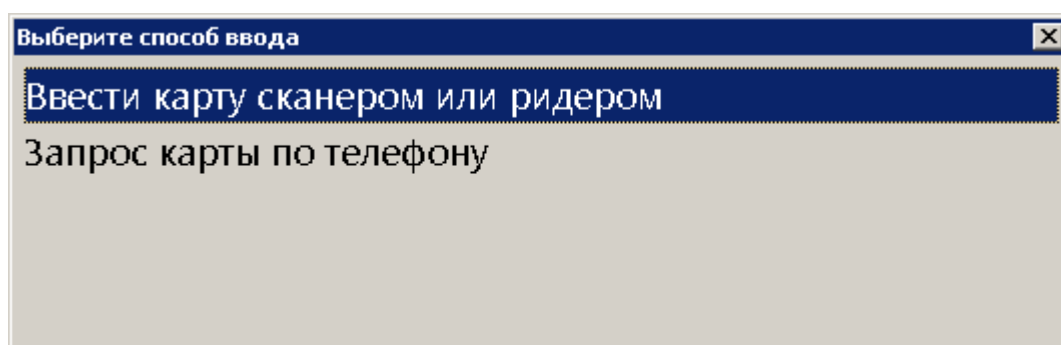 Выберите способ ввода
Ввести карту сканером или ридером
Запрос карты по телефону